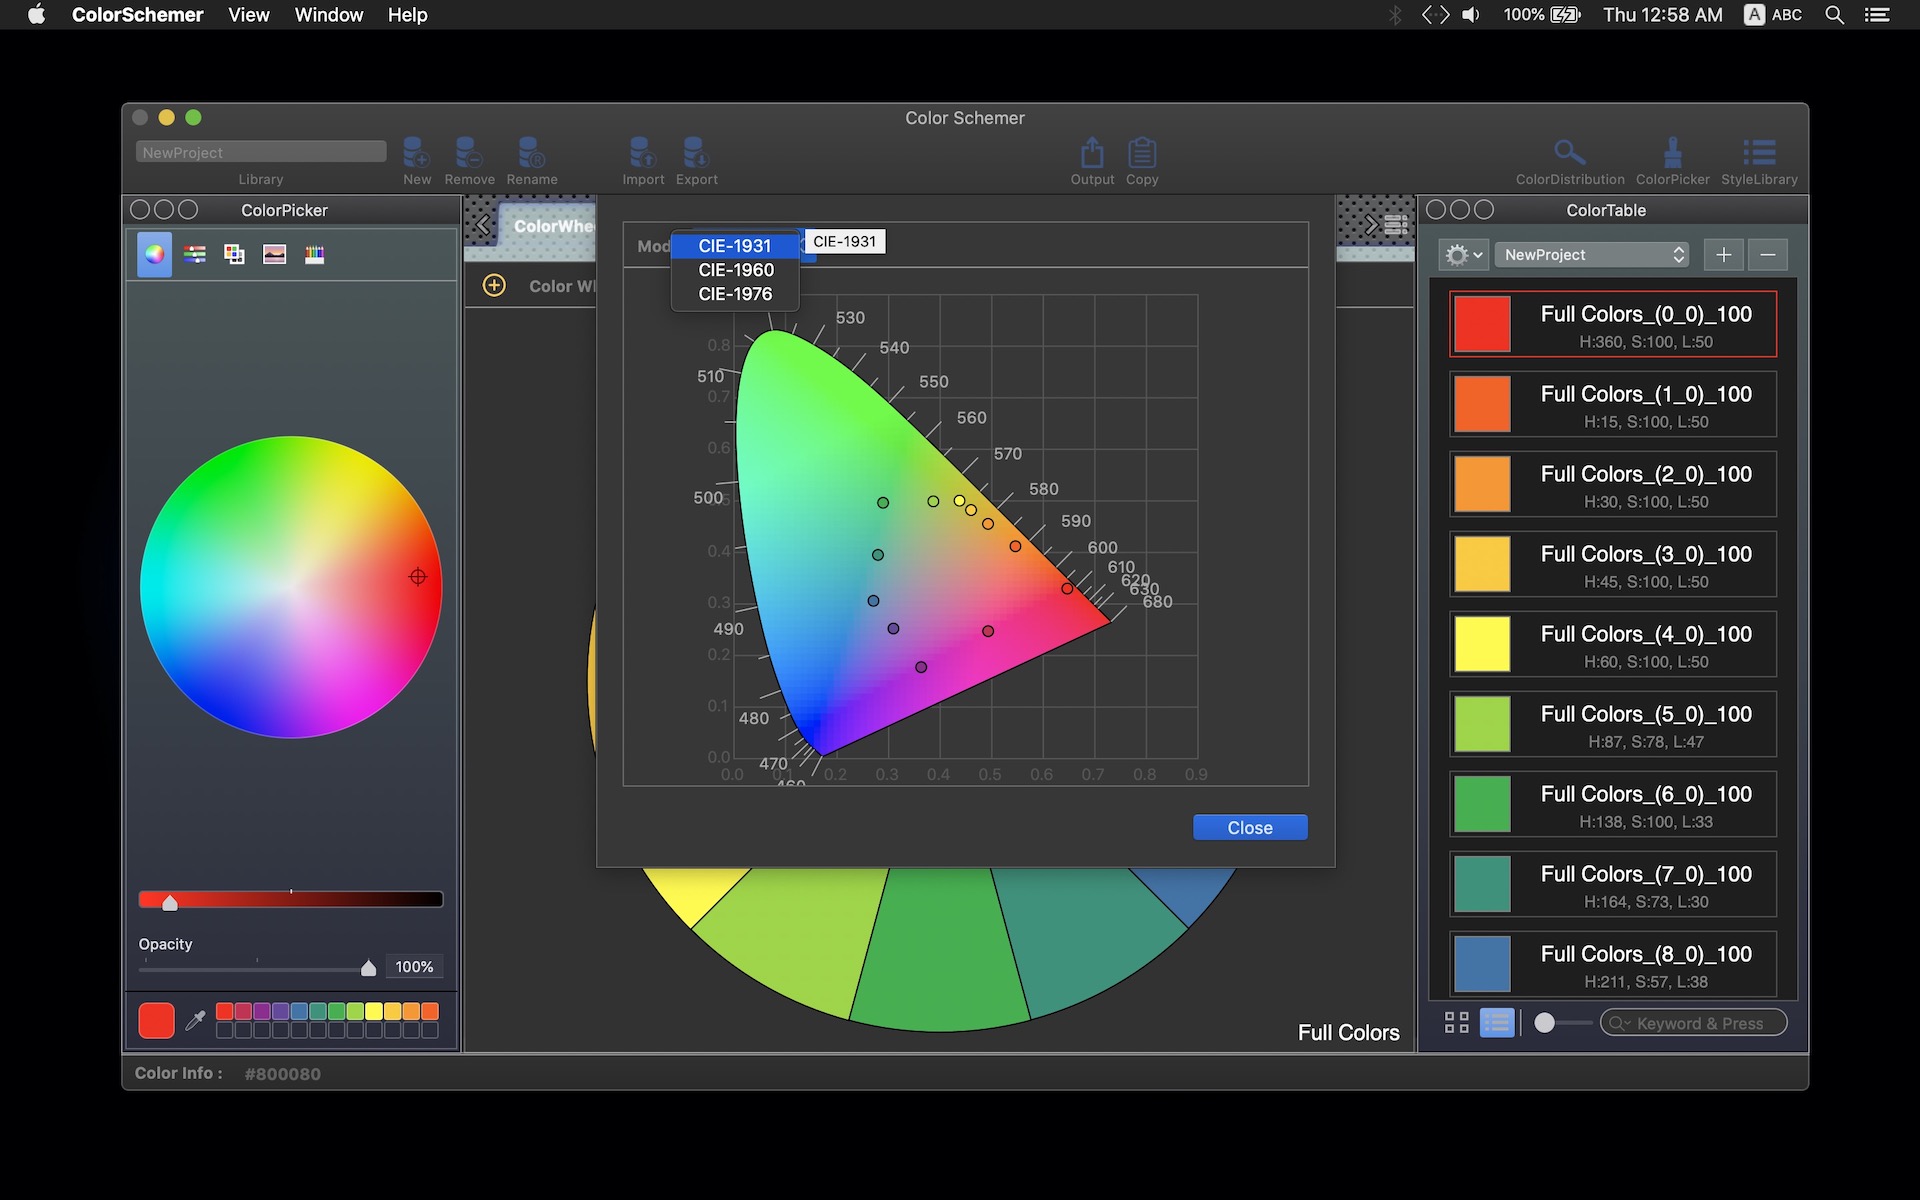 ColorSchemer View Window Help
100% Thu 12:58 AM A ABC
Color Schemer
NewProject
Library
New
Remove
Rename
Import
Export
Output
Copy
ColorDistribution
ColorPicker
StyleLibrary
ColorPicker
Opacity
100%
ColorWhe
Color Wl
Mod
CIE-1931
CIE-1960
CIE-1976
CIE-1931
530
540
550
560
570
580
590
600
610
620
630
680
510
500
490
480
470
460
0.8
0.7
0.6
0.4
0.3
0.2
0.1
0.0
0.0 0.1 0.2 0.3 0.4 0.5 0.6 0.7 0.8 0.9
Close
Full Colors
ColorTable
NewProject
Full Colors_(0_0)_100
H:360, S:100, L:50
Full Colors_(1_0)_100
H:15, S:100, L:50
Full Colors_(2_0)_100
H:30, S:100, L:50
Full Colors_(3_0)_100
H:45, S:100, L:50
Full Colors_(4_0)_100
H:60, S:100, L:50
Full Colors_(5_0)_100
H:87, S:78, L:47
Full Colors_(6_0)_100
H:138, S:100, L:33
Full Colors_(7_0)_100
H:164, S:73, L:30
Full Colors_(8_0)_100
H:211, S:57, L:38
Keyword & Press
Color Info : #800080